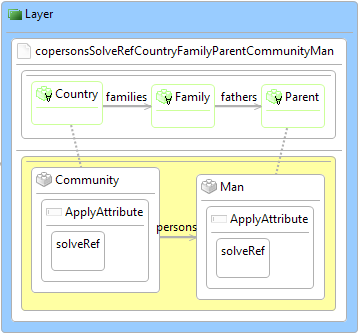 Layer
copersonsSolveRefCountryFamilyParentCommunityMan
Country families Family fathers Parent
Community
ApplyAttribute
solveRef
persons
Man
ApplyAttribute
solveRef